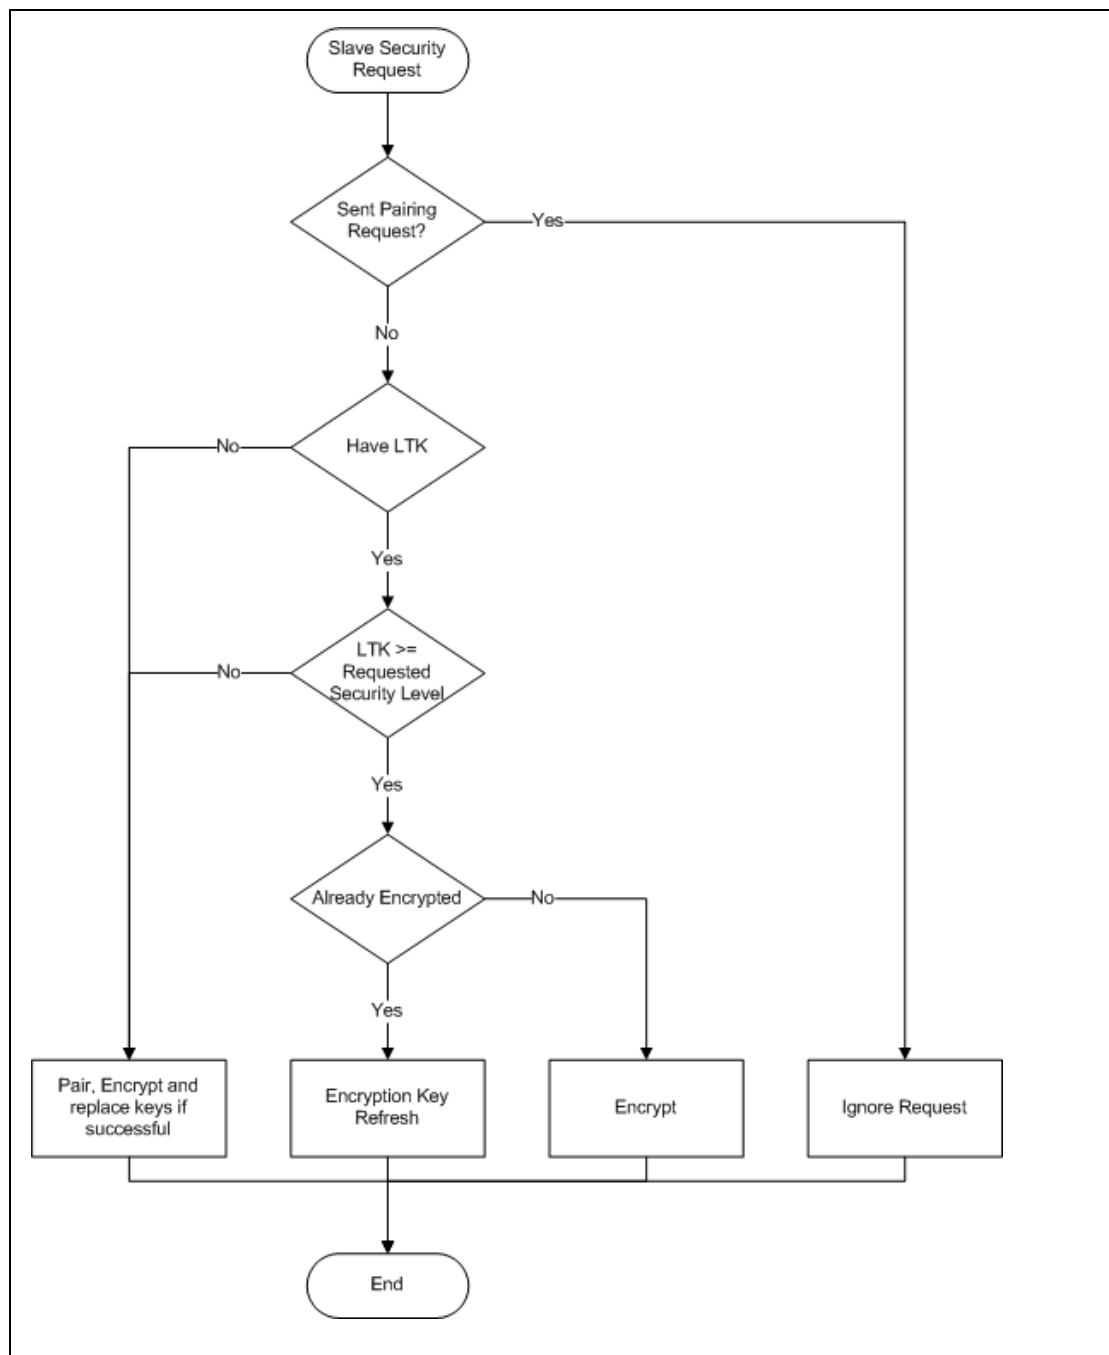 Slave Security
Request
Sent Pairing
Request?
Yes
No
Have LTK
No
Yes
LTK >=
Requested
Security Level
No
Yes
Already Encrypted
No
Yes
Pair, Encrypt and
replace keys if
successful
Encryption Key
Refresh
Encrypt
Ignore Request
End